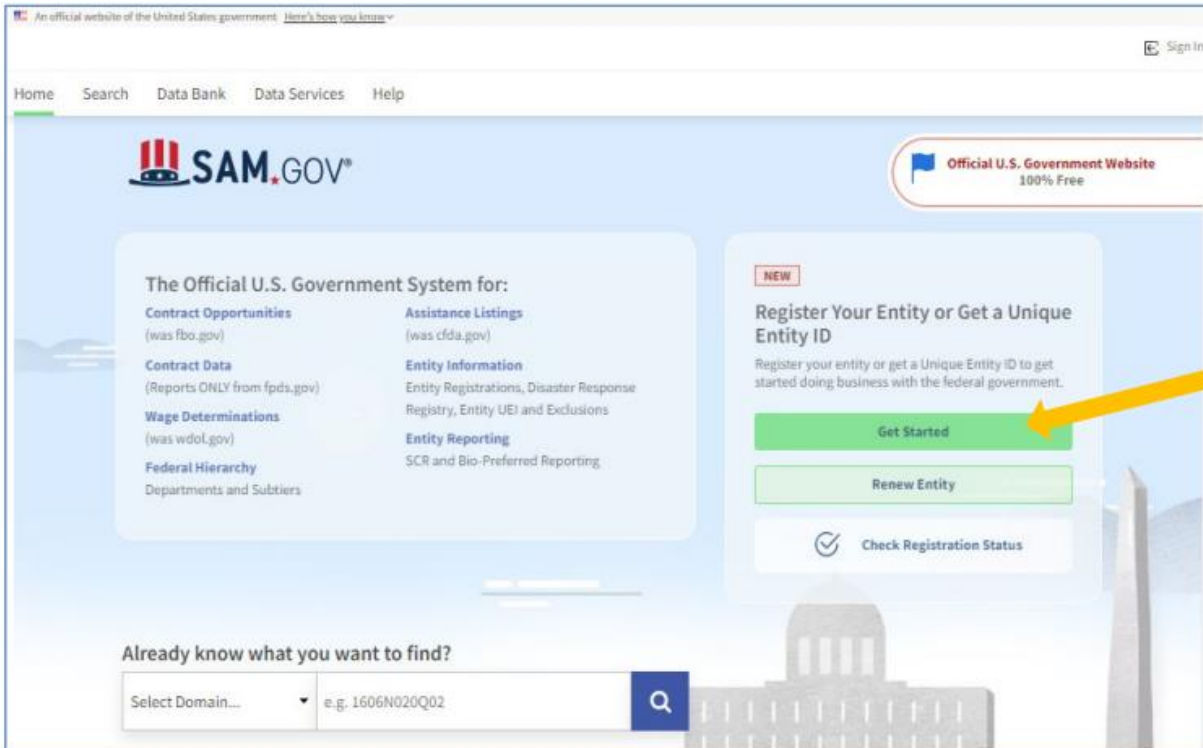 An official website of the United States government Here's how you know
Sign In
Home Search Data Bank Data Services Help
SAM.GOV®
Official U.S. Government Website
100% Free
The Official U.S. Government System for:
Contract Opportunities
(was fbo.gov)
Contract Data
(Reports ONLY from fpds.gov)
Wage Determinations
(was wdol.gov)
Federal Hierarchy
Departments and Subtiers
Assistance Listings
(was cfda.gov)
Entity Information
Entity Registrations, Disaster Response
Registry, Entity UEI and Exclusions
Entity Reporting
SCR and Bio-Preferred Reporting
NEW
Register Your Entity or Get a Unique
Entity ID
Register your entity or get a Unique Entity ID to get
started doing business with the federal government.
Get Started
Renew Entity
Check Registration Status
Already know what you want to find?
Select Domain... e.g. 1606N020Q02